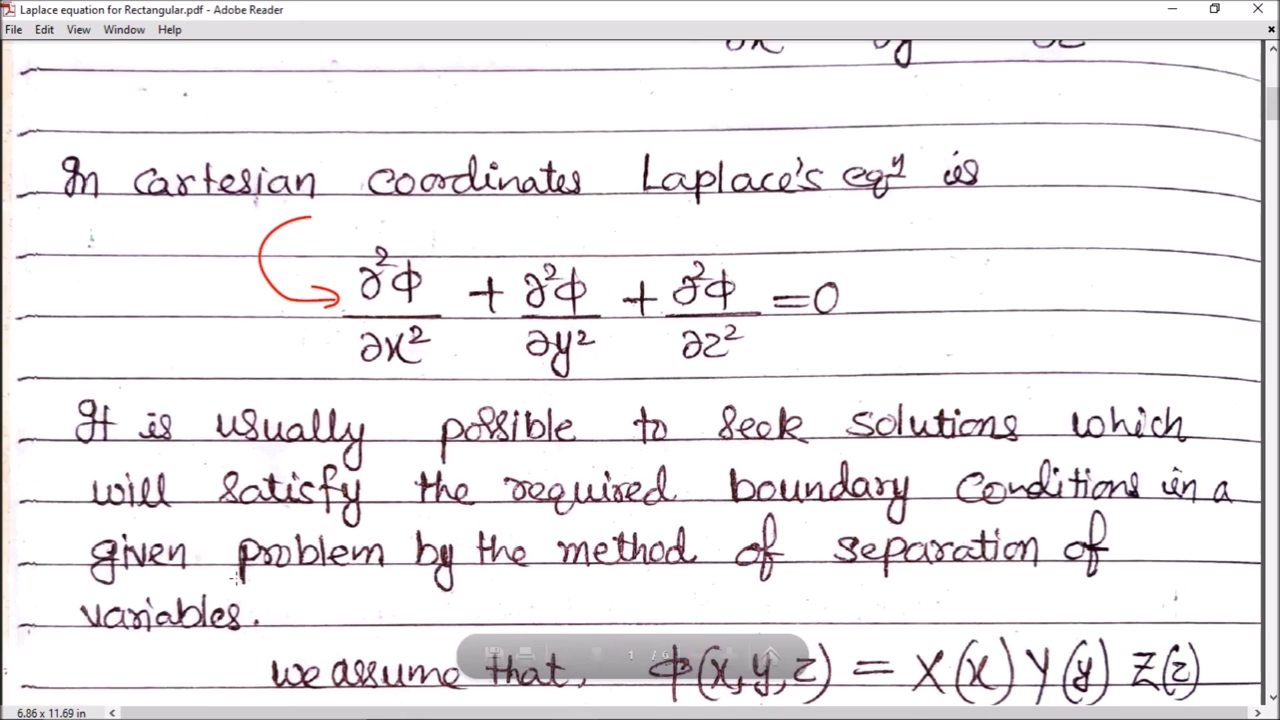 Laplace equation for Rectangular.pdf - Adobe Reader
File Edit View Window Help
∂x ∂y ∂z
In cartesian coordinates Laplace's eqⁿ is
∂²Φ/∂x² + ∂²Φ/∂y² + ∂²Φ/∂z² = 0
It is usually possible to seek solutions which
will satisfy the required boundary conditions in a
given problem by the method of separation of
variables.
we assume that, Φ(x,y,z) = X(x) Y(y) Z(z)
6.86 x 11.69 in